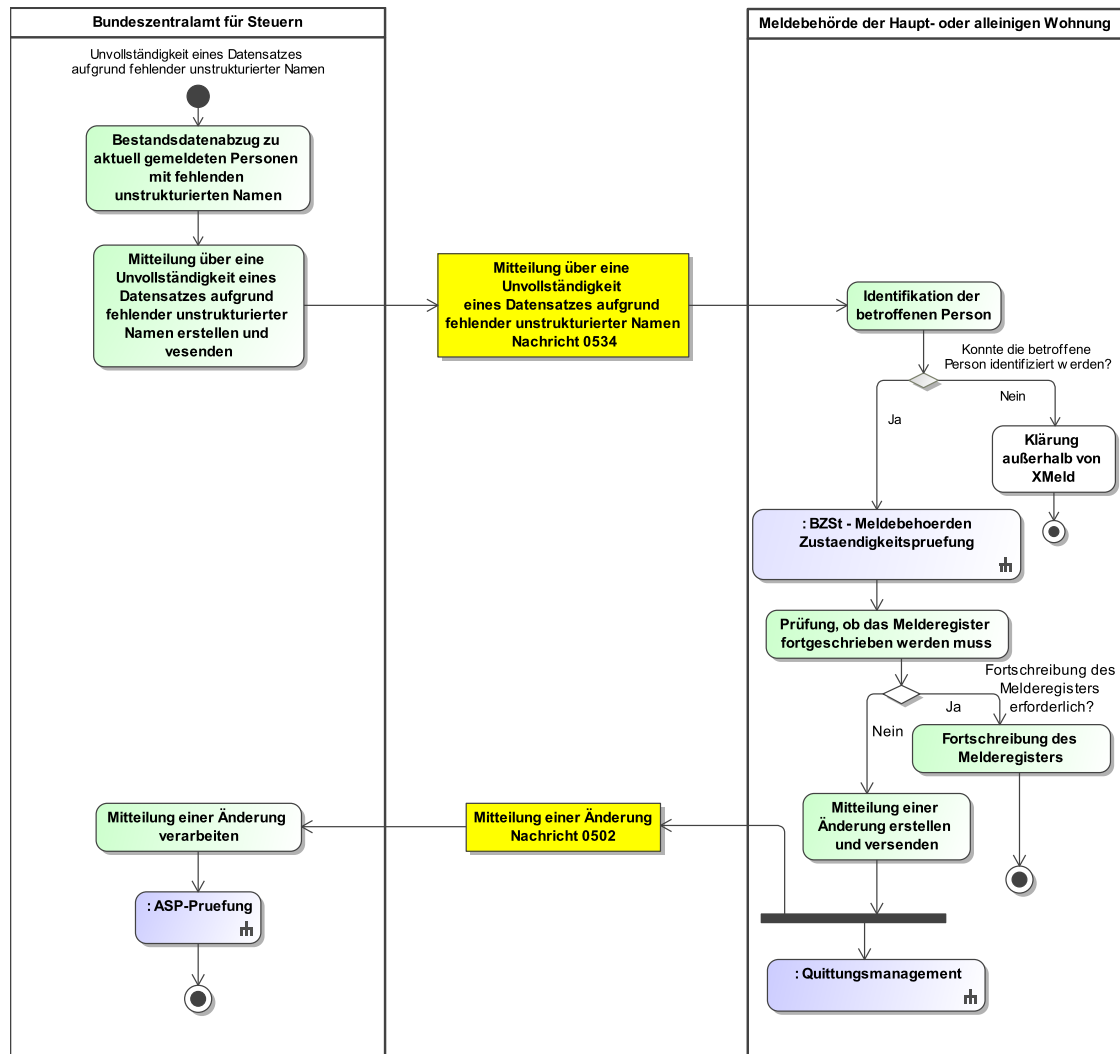 Bundeszentralamt für Steuern
Unvollständigkeit eines Datensatzes
aufgrund fehlender unstrukturierter Namen
Bestandsdatenabzug zu
aktuell gemeldeten Personen
mit fehlenden
unstrukturierten Namen
Mitteilung über eine
Unvollständigkeit eines
Datensatzes aufgrund
fehlender unstrukturierter
Namen erstellen und
vesenden
Mitteilung über eine
Unvollständigkeit
eines Datensatzes aufgrund
fehlender unstrukturierter Namen
Nachricht 0534
Meldebehörde der Haupt- oder alleinigen Wohnung
Identifikation der
betroffenen Person
Konnte die betroffene
Person identifiziert werden?
Nein
Ja
Klärung
außerhalb von
XMeld
: BZSt - Meldebehoerden
Zustaendigkeitspruefung
Prüfung, ob das Melderegister
fortgeschrieben werden muss
Fortschreibung des
Melderegisters
erforderlich?
Ja
Nein
Fortschreibung des
Melderegisters
Mitteilung einer
Änderung erstellen
und versenden
Mitteilung einer Änderung
Nachricht 0502
Mitteilung einer Änderung
verarbeiten
: ASP-Pruefung
: Quittungsmanagement